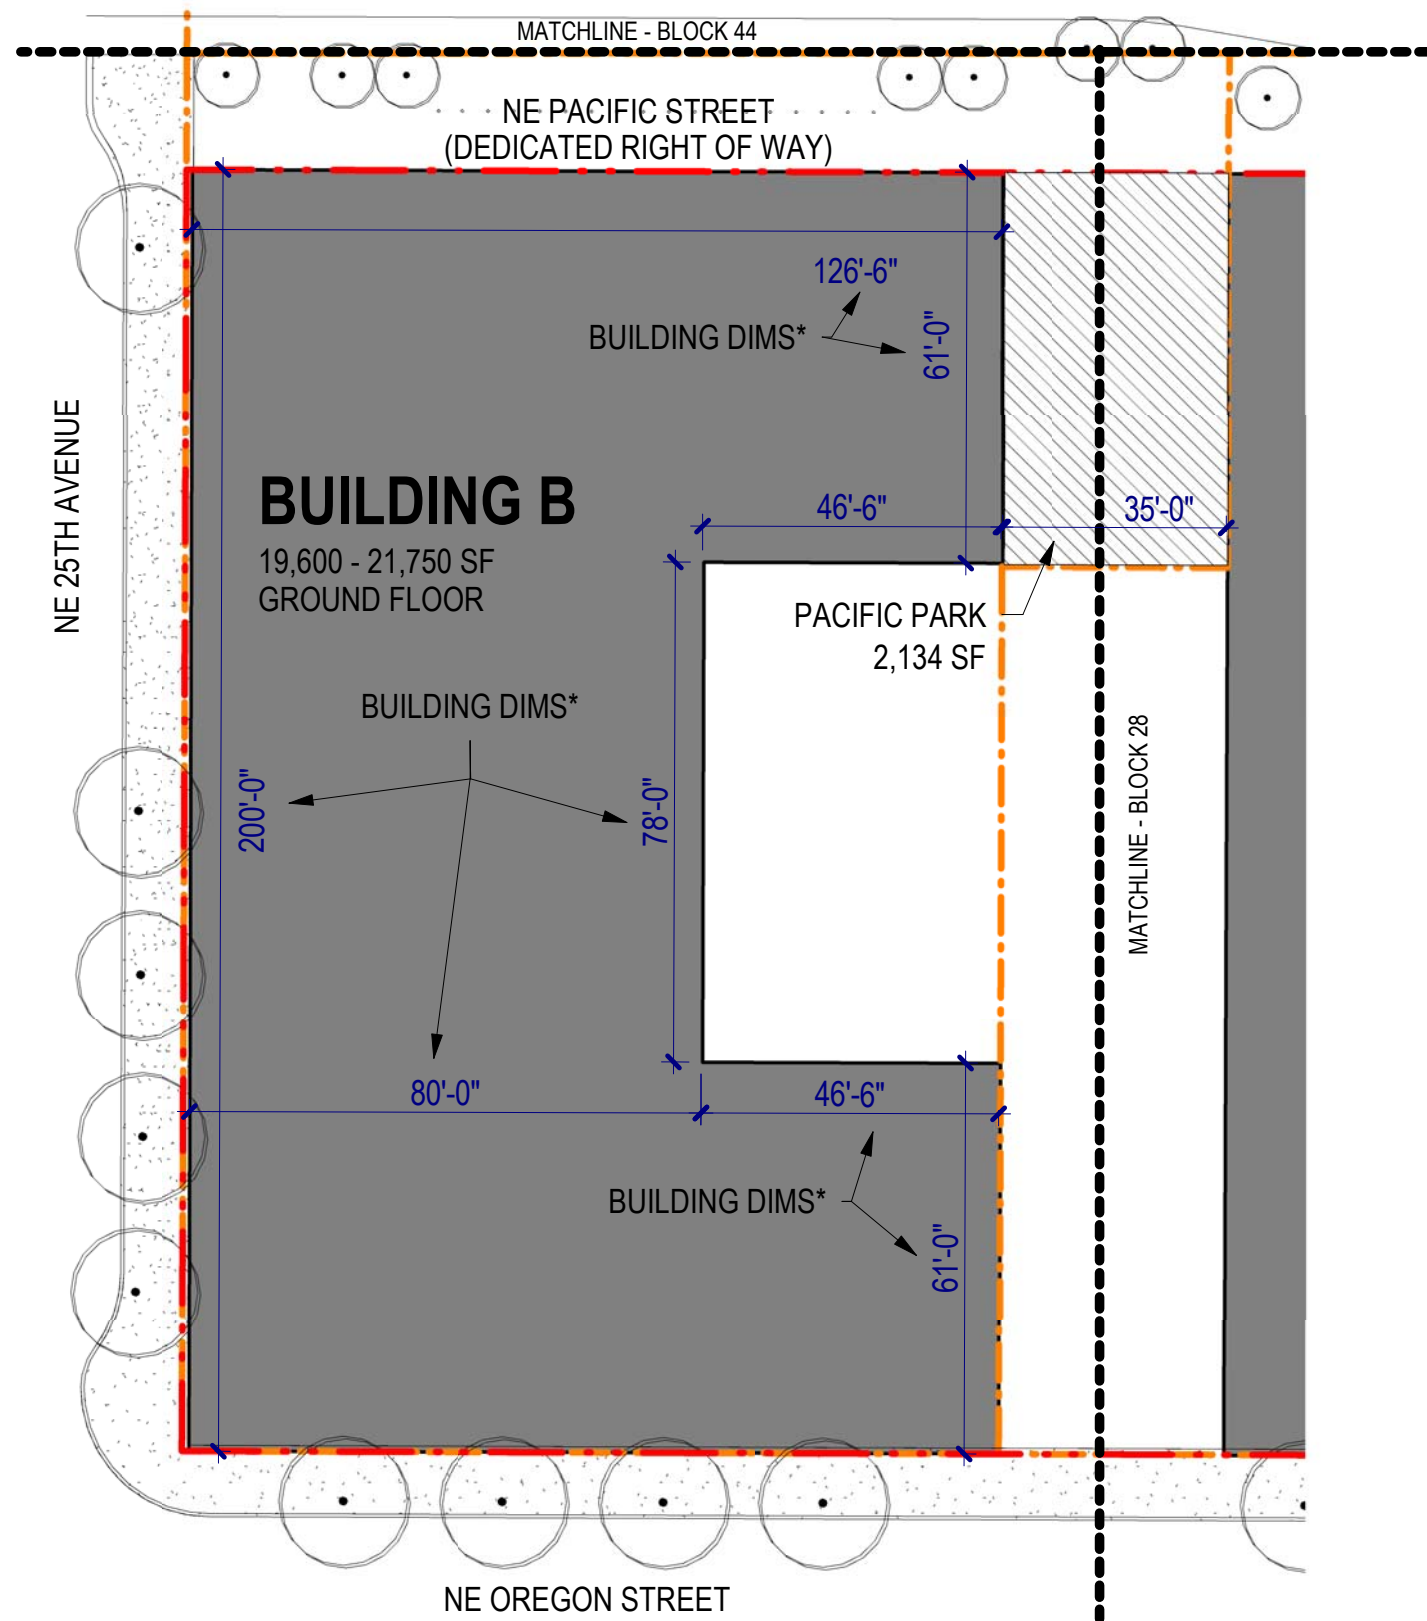 MATCHLINE - BLOCK 44
NE PACIFIC STREET
(DEDICATED RIGHT OF WAY)
126'-6"
BUILDING DIMS*
61'-0"
NE 25TH AVENUE
BUILDING B
19,600 - 21,750 SF
GROUND FLOOR
46'-6"
35'-0"
PACIFIC PARK
2,134 SF
BUILDING DIMS*
200'-0"
78'-0"
MATCHLINE - BLOCK 28
80'-0"
46'-6"
BUILDING DIMS*
61'-0"
NE OREGON STREET